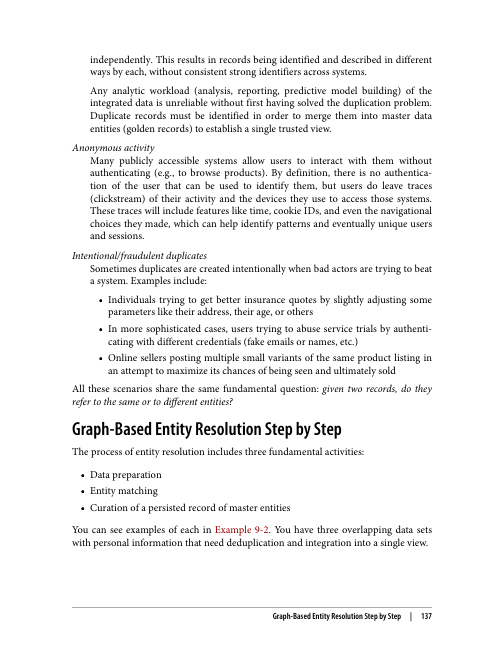 independently. This results in records being identified and described in different
ways by each, without consistent strong identifiers across systems.
Any analytic workload (analysis, reporting, predictive model building) of the
integrated data is unreliable without first having solved the duplication problem.
Duplicate records must be identified in order to merge them into master data
entities (golden records) to establish a single trusted view.
Anonymous activity
Many publicly accessible systems allow users to interact with them without
authenticating (e.g., to browse products). By definition, there is no authentica-
tion of the user that can be used to identify them, but users do leave traces
(clickstream) of their activity and the devices they use to access those systems.
These traces will include features like time, cookie IDs, and even the navigational
choices they made, which can help identify patterns and eventually unique users
and sessions.
Intentional/fraudulent duplicates
Sometimes duplicates are created intentionally when bad actors are trying to beat
a system. Examples include:
• Individuals trying to get better insurance quotes by slightly adjusting some
parameters like their address, their age, or others
• In more sophisticated cases, users trying to abuse service trials by authenti-
cating with different credentials (fake emails or names, etc.)
• Online sellers posting multiple small variants of the same product listing in
an attempt to maximize its chances of being seen and ultimately sold
All these scenarios share the same fundamental question: given two records, do they
refer to the same or to different entities?
Graph-Based Entity Resolution Step by Step
The process of entity resolution includes three fundamental activities:
• Data preparation
• Entity matching
• Curation of a persisted record of master entities
You can see examples of each in Example 9-2. You have three overlapping data sets
with personal information that need deduplication and integration into a single view.
Graph-Based Entity Resolution Step by Step | 137